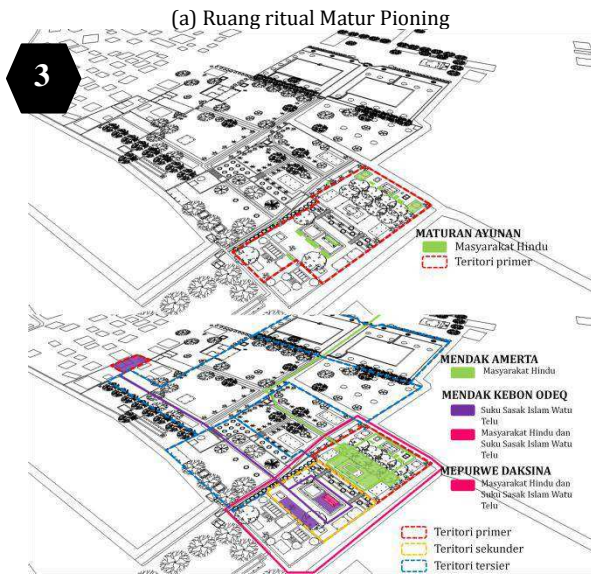 (a) Ruang ritual Matur Pioning
3
MATURAN AYUNAN
Masyarakat Hindu
Teritori primer
MENDAK AMERTA
Masyarakat Hindu
MENDAK KEBON ODEQ
Suku Sasak Islam Watu
Telu
Masyarakat Hindu dan
Suku Sasak Islam Watu
Telu
MEPURWE DAKSINA
Masyarakat Hindu dan
Suku Sasak Islam Watu
Telu
Teritori primer
Teritori sekunder
Teritori tersier